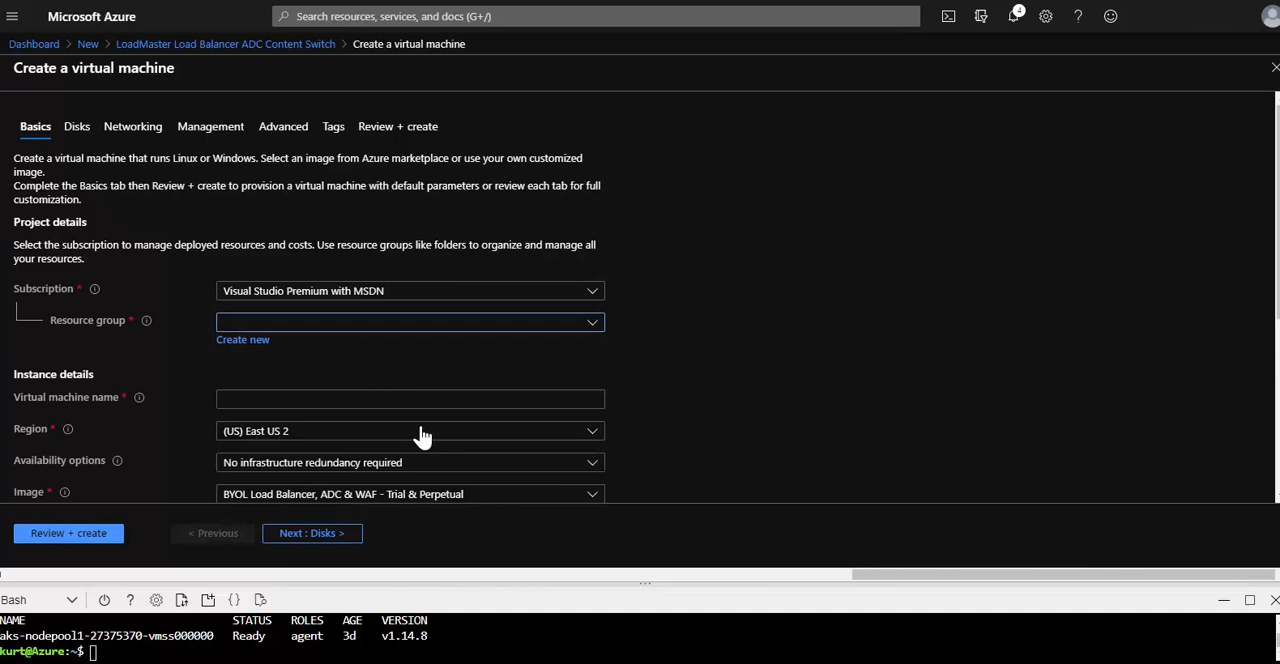 Microsoft Azure
Search resources, services, and docs (G+/)
4
Dashboard > New > LoadMaster Load Balancer ADC Content Switch > Create a virtual machine
Create a virtual machine
Basics Disks Networking Management Advanced Tags Review + create
Create a virtual machine that runs Linux or Windows. Select an image from Azure marketplace or use your own customized
image.
Complete the Basics tab then Review + create to provision a virtual machine with default parameters or review each tab for full
customization.
Project details
Select the subscription to manage deployed resources and costs. Use resource groups like folders to organize and manage all
your resources.
Subscription * Visual Studio Premium with MSDN
Resource group *
Create new
Instance details
Virtual machine name *
Region * (US) East US 2
Availability options No infrastructure redundancy required
Image * BYOL Load Balancer, ADC & WAF - Trial & Perpetual
Review + create < Previous Next : Disks >
Bash
NAME STATUS ROLES AGE VERSION
aks-nodepool1-27375370-vmss000000 Ready agent 3d v1.14.8
kurt@Azure:~$